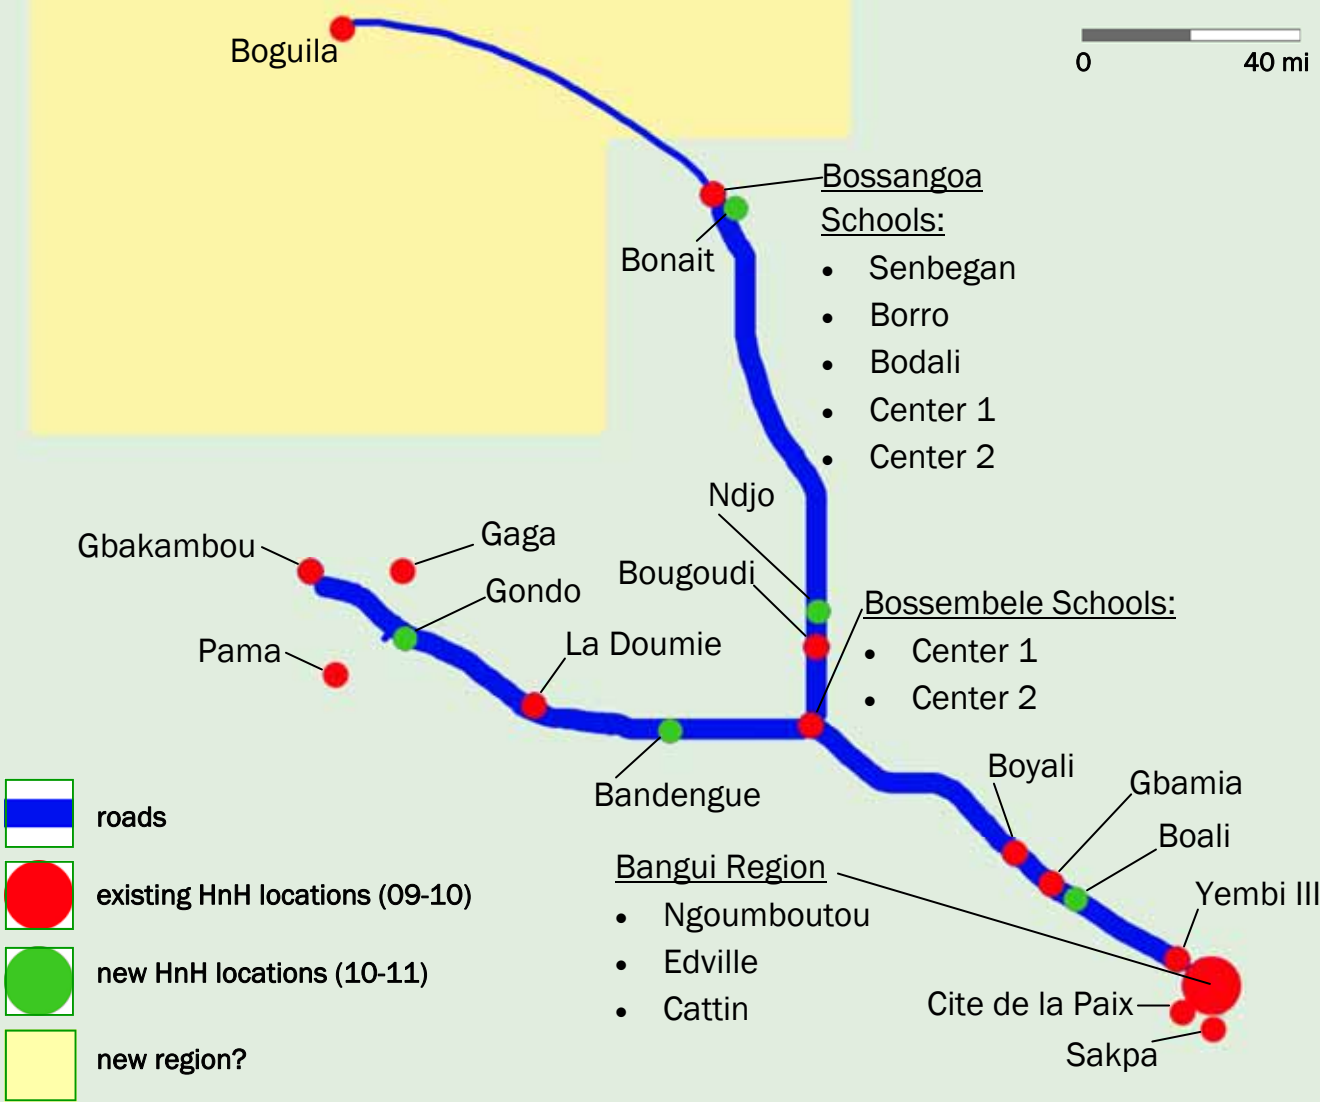 Boguila
0 40 mi
Bossangoa
Schools:
• Senbegan
• Borro
• Bodali
• Center 1
• Center 2
Bonait
Ndjo
Bougoudi
Gbakambou
Gaga
Gondo
Pama
La Doumie
Bossembele Schools:
• Center 1
• Center 2
Bandengue
Boyali
Gbamia
Boali
Yembi III
Bangui Region
• Ngoumboutou
• Edville
• Cattin
Cite de la Paix
Sakpa
roads
existing HnH locations (09-10)
new HnH locations (10-11)
new region?